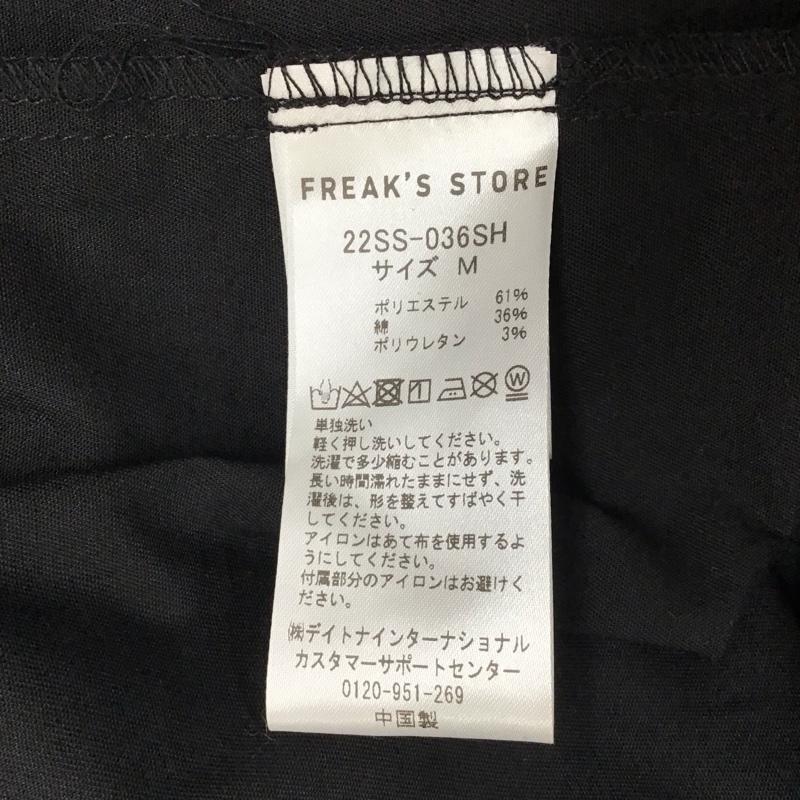 FREAK'S STORE
22SS-036SH
サイズ M
ポリエステル 61%
綿 36%
ポリウレタン 3%
W
単独洗い
軽く押し洗いしてください。
洗濯で多少縮むことがあります。
長い時間濡れたままにせず、洗
濯後は、形を整えてすばやく干
してください。
アイロンはあて布を使用するよ
うにしてください。
付属部分のアイロンはお避けく
ださい。
㈱デイトナインターナショナル
カスタマーサポートセンター
0120-951-269
中国製